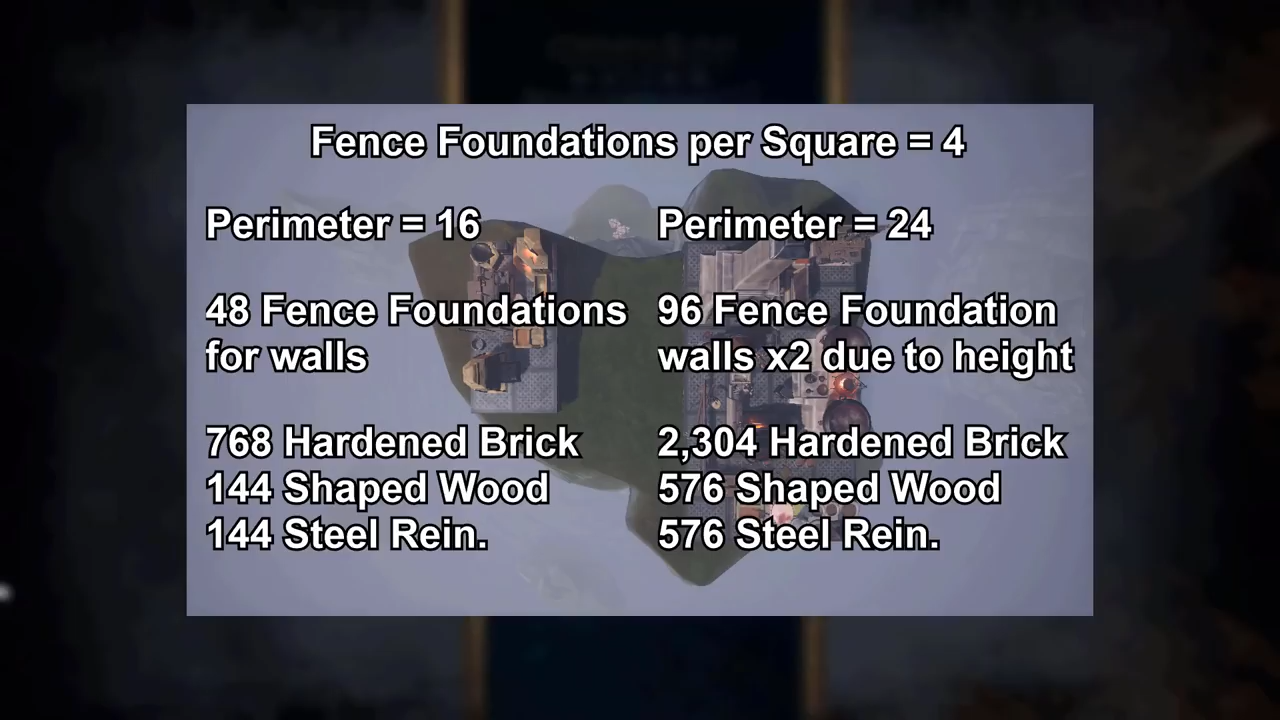 Fence Foundations per Square = 4
Perimeter = 16
48 Fence Foundations
for walls
768 Hardened Brick
144 Shaped Wood
144 Steel Rein.
Perimeter = 24
96 Fence Foundation
walls x2 due to height
2,304 Hardened Brick
576 Shaped Wood
576 Steel Rein.